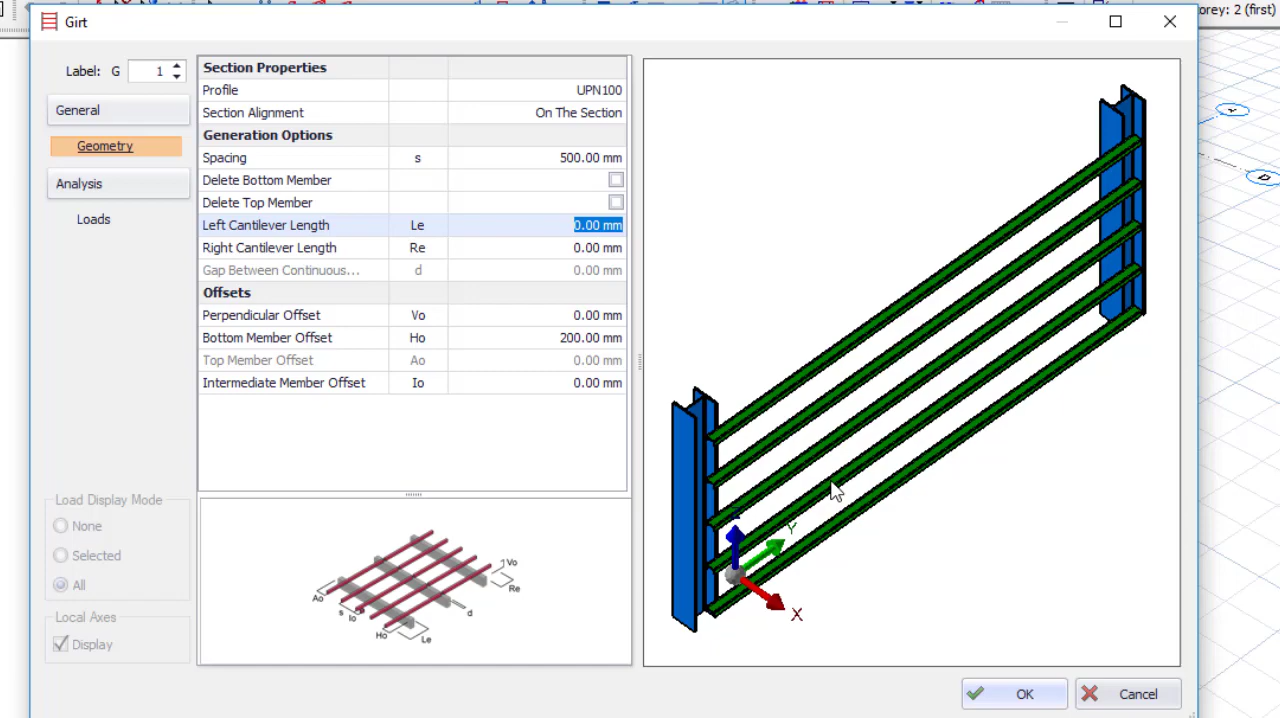 orey: 2 (first)
Girt
Label: G 1
General
Geometry
Analysis
Loads
Section Properties
Profile UPN100
Section Alignment On The Section
Generation Options
Spacing s 500.00 mm
Delete Bottom Member
Delete Top Member
Left Cantilever Length Le 0.00 mm
Right Cantilever Length Re 0.00 mm
Gap Between Continuous... d 0.00 mm
Offsets
Perpendicular Offset Vo 0.00 mm
Bottom Member Offset Ho 200.00 mm
Top Member Offset Ao 0.00 mm
Intermediate Member Offset Io 0.00 mm
Load Display Mode
None
Selected
All
Local Axes
Display
Vo
Re
Ao
s
Io
d
Ho
Le
Y
X
D
OK
Cancel